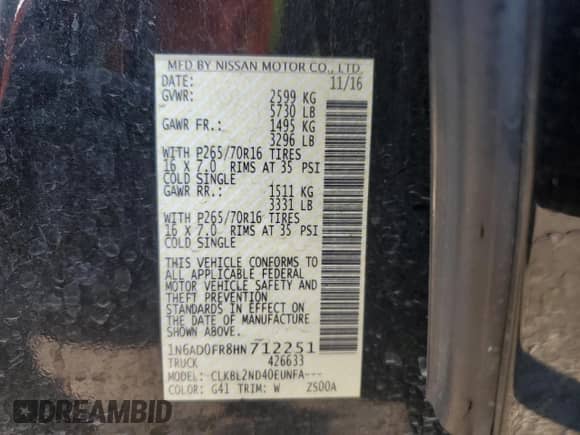 MFD BY NISSAN MOTOR CO., LTD.
DATE: 11/16
GVWR: 2599 KG
5730 LB
GAWR FR.: 1495 KG
3296 LB
WITH P265/70R16 TIRES
16 X 7.0 RIMS AT 35 PSI
COLD SINGLE
GAWR RR.: 1511 KG
3331 LB
WITH P265/70R16 TIRES
16 X 7.0 RIMS AT 35 PSI
COLD SINGLE
THIS VEHICLE CONFORMS TO
ALL APPLICABLE FEDERAL
MOTOR VEHICLE SAFETY AND
THEFT PREVENTION
STANDARDS IN EFFECT ON
THE DATE OF MANUFACTURE
SHOWN ABOVE.
1N6AD0FR8HN712251
TRUCK 426633
MODEL: CLKBL2ND40EUNFA---
COLOR: G41 TRIM: W ZS00A